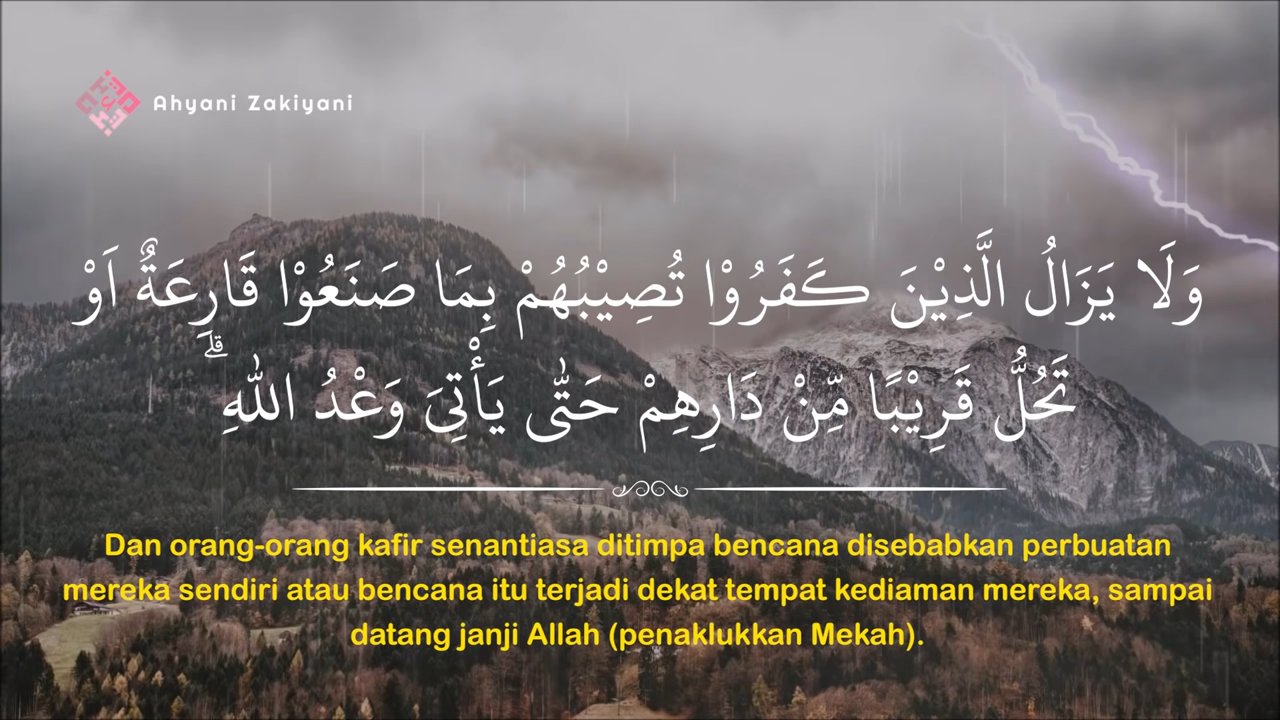 Ahyani Zakiyani
وَلَا يَزَالُ الَّذِيْنَ كَفَرُوْا تُصِيْبُهُمْ بِمَا صَنَعُوْا قَارِعَةٌ اَوْ
تَحُلُّ قَرِيْبًا مِّنْ دَارِهِمْ حَتّٰى يَأْتِيَ وَعْدُ اللّٰهِ ۗ
Dan orang-orang kafir senantiasa ditimpa bencana disebabkan perbuatan
mereka sendiri atau bencana itu terjadi dekat tempat kediaman mereka, sampai
datang janji Allah (penaklukkan Mekah).